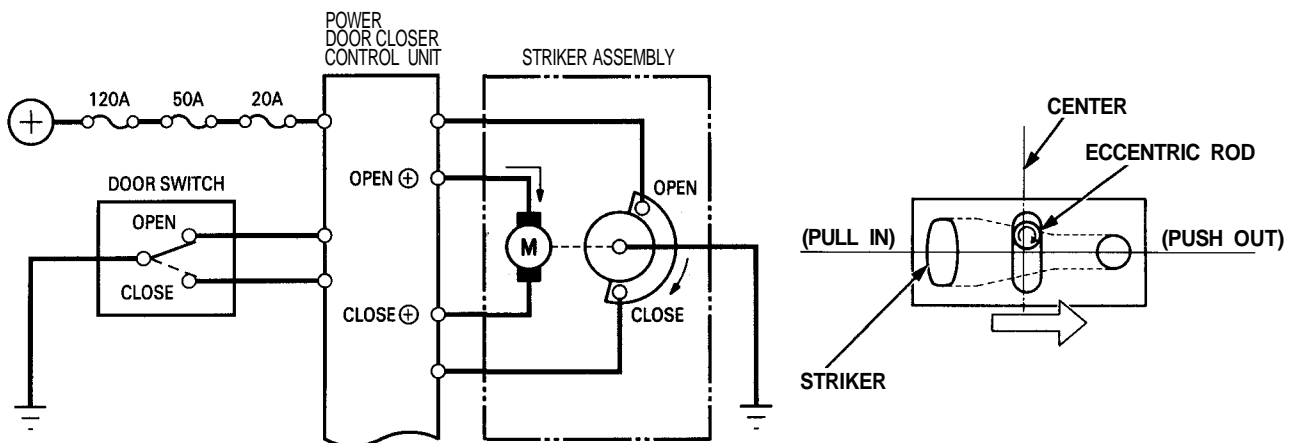 POWER
DOOR CLOSER
CONTROL UNIT
STRIKER ASSEMBLY
120A 50A 20A
+
DOOR SWITCH
OPEN
CLOSE
OPEN ⊕
CLOSE ⊕
M
OPEN
CLOSE
CENTER
ECCENTRIC ROD
(PULL IN)
(PUSH OUT)
STRIKER